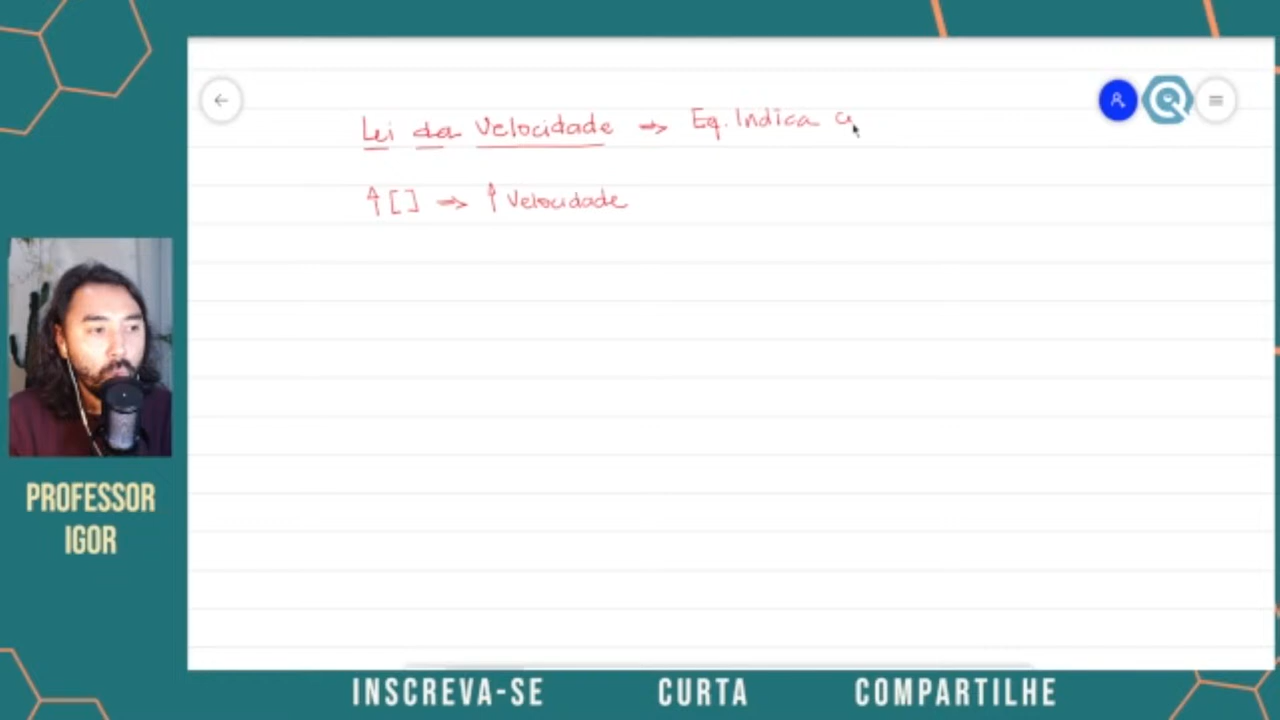 Lei da Velocidade → Eq. Indica
↑ [ ] → ↑ Velocidade
PROFESSOR
IGOR
INSCREVA-SE CURTA COMPARTILHE